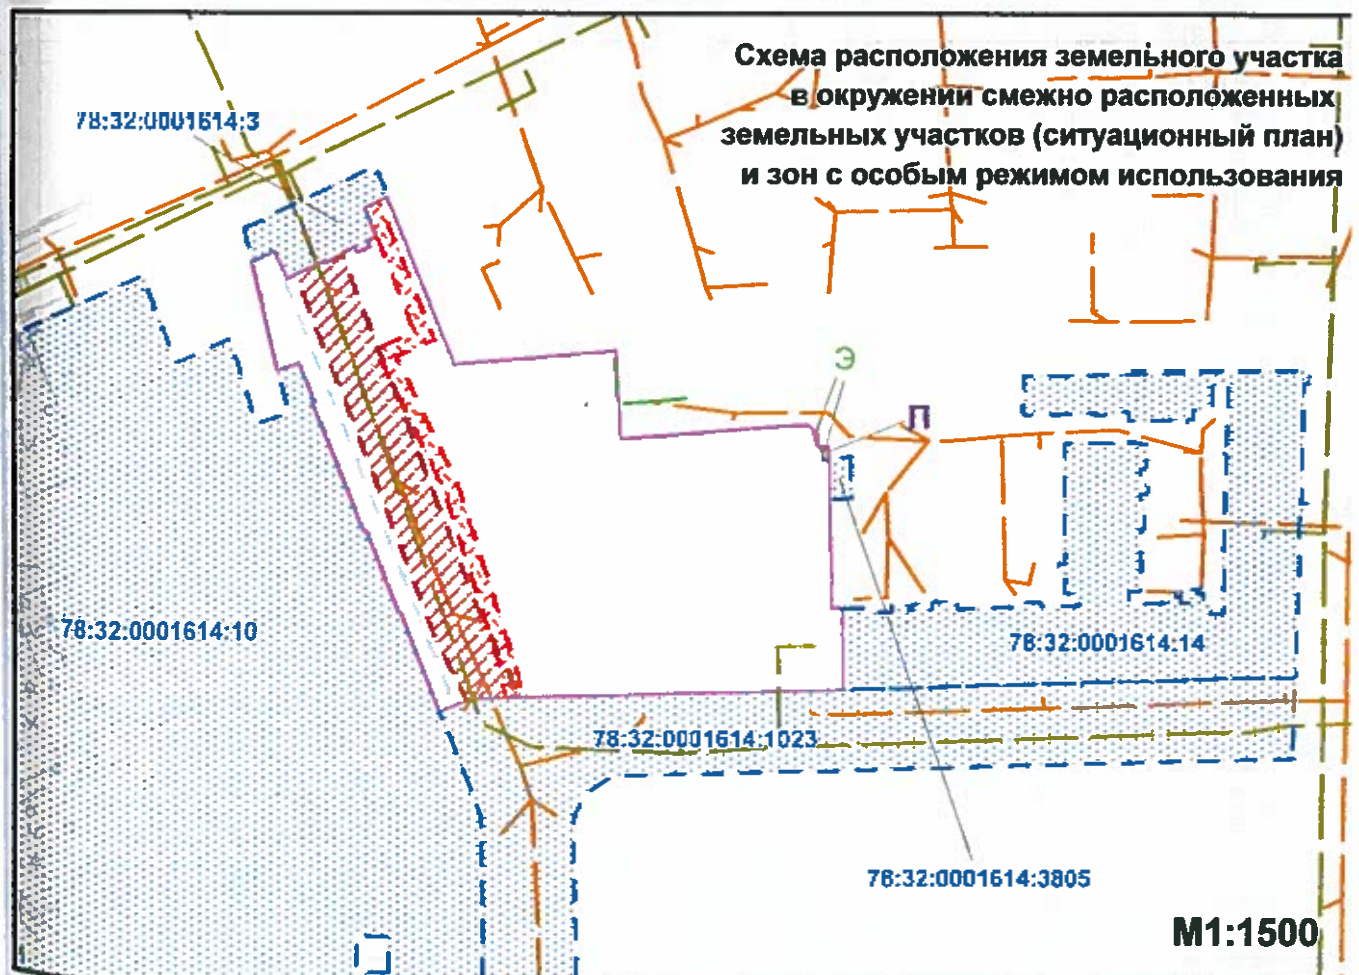 Схема расположения земельного участка
в окружении смежно расположенных
земельных участков (ситуационный план)
и зон с особым режимом использования
78:32:0001614:3
Э
П
78:32:0001614:10
78:32:0001614:14
78:32:0001614:1023
78:32:0001614:3805
М1:1500